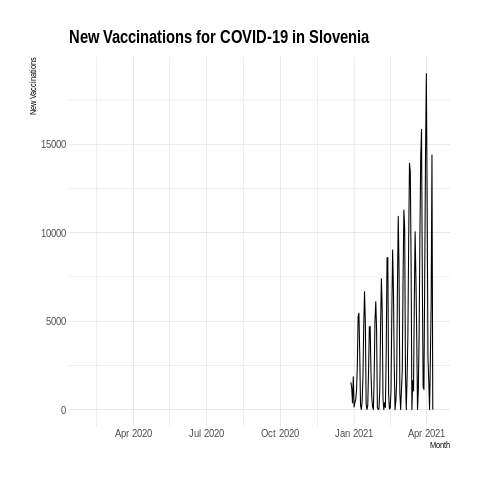 New Vaccinations for COVID-19 in Slovenia
New Vaccinations
15000
10000
5000
0
Apr 2020 Jul 2020 Oct 2020 Jan 2021 Apr 2021
Month